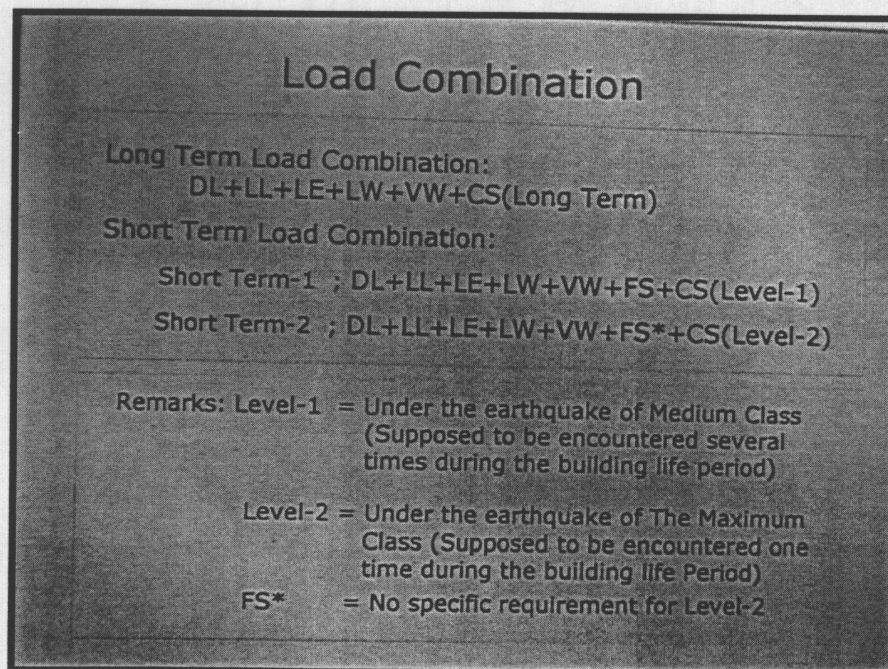 Load Combination
Long Term Load Combination:
DL+LL+LE+LW+VW+CS(Long Term)
Short Term Load Combination:
Short Term-1 ; DL+LL+LE+LW+VW+FS+CS(Level-1)
Short Term-2 ; DL+LL+LE+LW+VW+FS*+CS(Level-2)
Remarks: Level-1 = Under the earthquake of Medium Class
(Supposed to be encountered several
times during the building life period)
Level-2 = Under the earthquake of The Maximum
Class (Supposed to be encountered one
time during the building life Period)
FS* = No specific requirement for Level-2